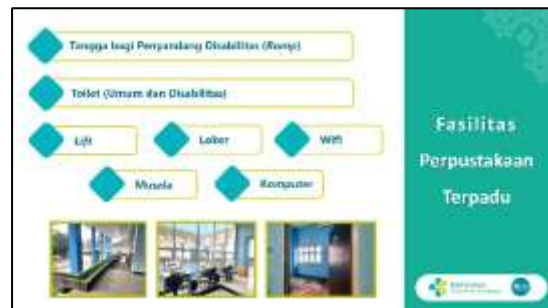 Tangga bagi Penyandang Disabilitas (Ramp)
Toilet (Umum dan Disabilitas)
Lift
Loker
Wifi
Musola
Komputer
Fasilitas
Perpustakaan
Terpadu